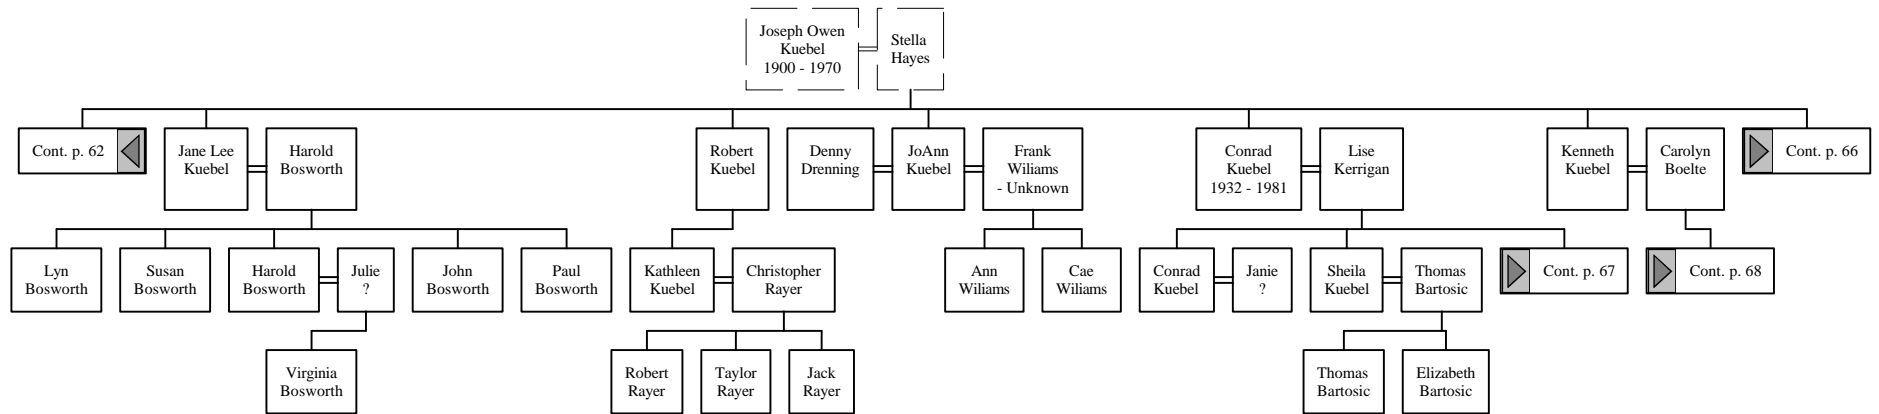 Joseph Owen
Kuebel
1900 - 1970
Stella
Hayes
Cont. p. 62
Jane Lee
Kuebel
Harold
Bosworth
Robert
Kuebel
Denny
Drenning
JoAnn
Kuebel
Frank
Wiliams
- Unknown
Conrad
Kuebel
1932 - 1981
Lise
Kerrigan
Kenneth
Kuebel
Carolyn
Boelte
Cont. p. 66
Lyn
Bosworth
Susan
Bosworth
Harold
Bosworth
Julie
?
John
Bosworth
Paul
Bosworth
Kathleen
Kuebel
Christopher
Rayer
Ann
Wiliams
Cae
Wiliams
Conrad
Kuebel
Janie
?
Sheila
Kuebel
Thomas
Bartosic
Cont. p. 67
Cont. p. 68
Virginia
Bosworth
Robert
Rayer
Taylor
Rayer
Jack
Rayer
Thomas
Bartosic
Elizabeth
Bartosic